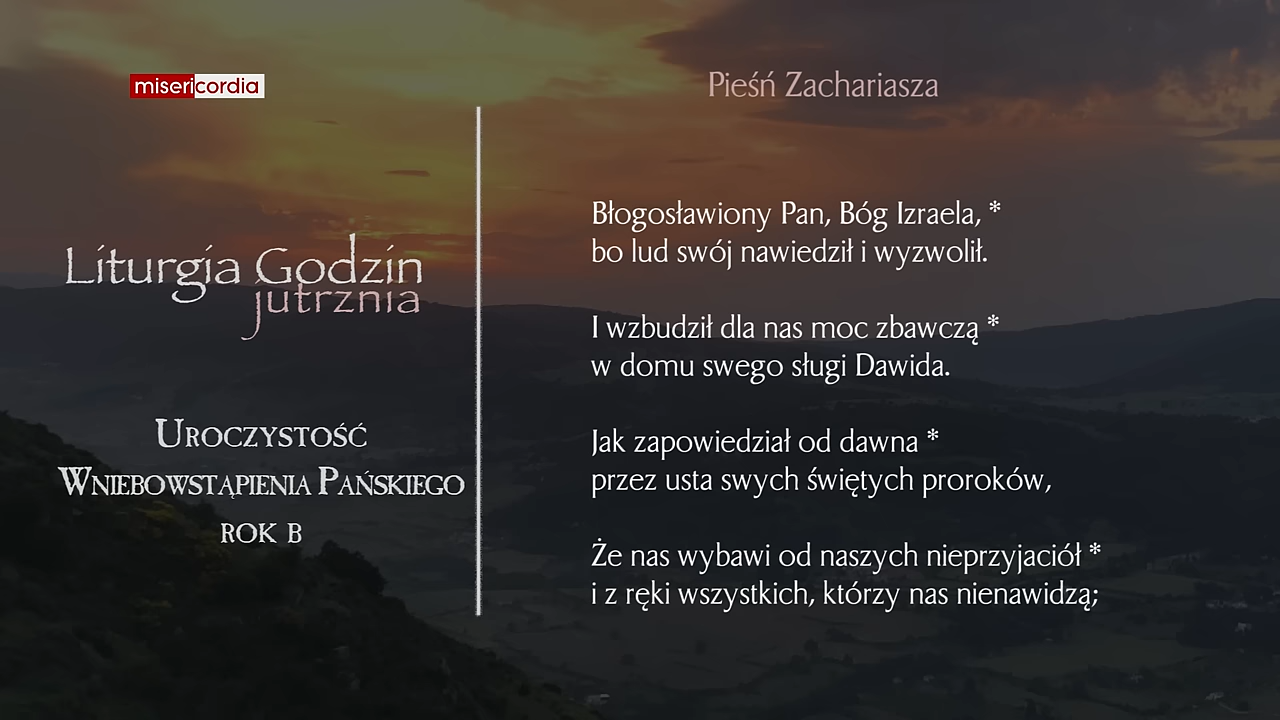 misericordia
Liturgia Godzin
jutrznia
Uroczystość
Wniebowstąpienia Pańskiego
rok B
Pieśń Zachariasza
Błogosławiony Pan, Bóg Izraela, *
bo lud swój nawiedził i wyzwolił.
I wzbudził dla nas moc zbawczą *
w domu swego sługi Dawida.
Jak zapowiedział od dawna *
przez usta swych świętych proroków,
Że nas wybawi od naszych nieprzyjaciół *
i z ręki wszystkich, którzy nas nienawidzą;